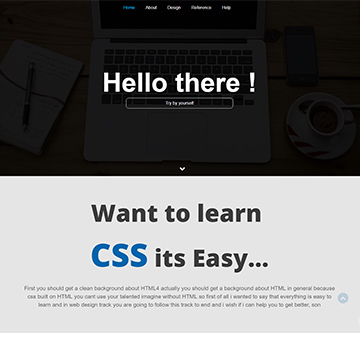 Home About Design Reference Help
Hello there !
Try by yourself
Want to learn
CSS its Easy...
First you should get a clean background about HTML4 actually you should get a background about HTML in general because
css built on HTML you cant use your talented imagine without HTML so first of all i wanted to say that everything is easy to
learn and in web design track you are going to follow this track to end and i wish if i can help you to get better, son